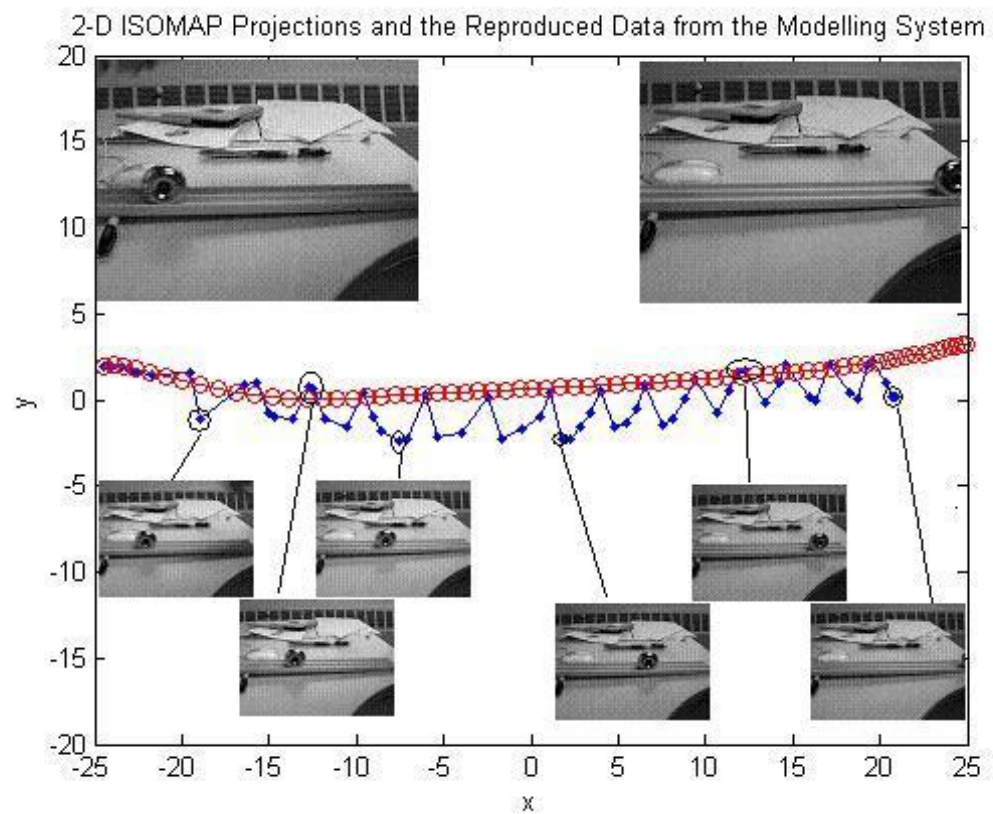 2-D ISOMAP Projections and the Reproduced Data from the Modelling System
20
15
10
5
0
-5
-10
-15
-20
y
-25 -20 -15 -10 -5 0 5 10 15 20 25
x